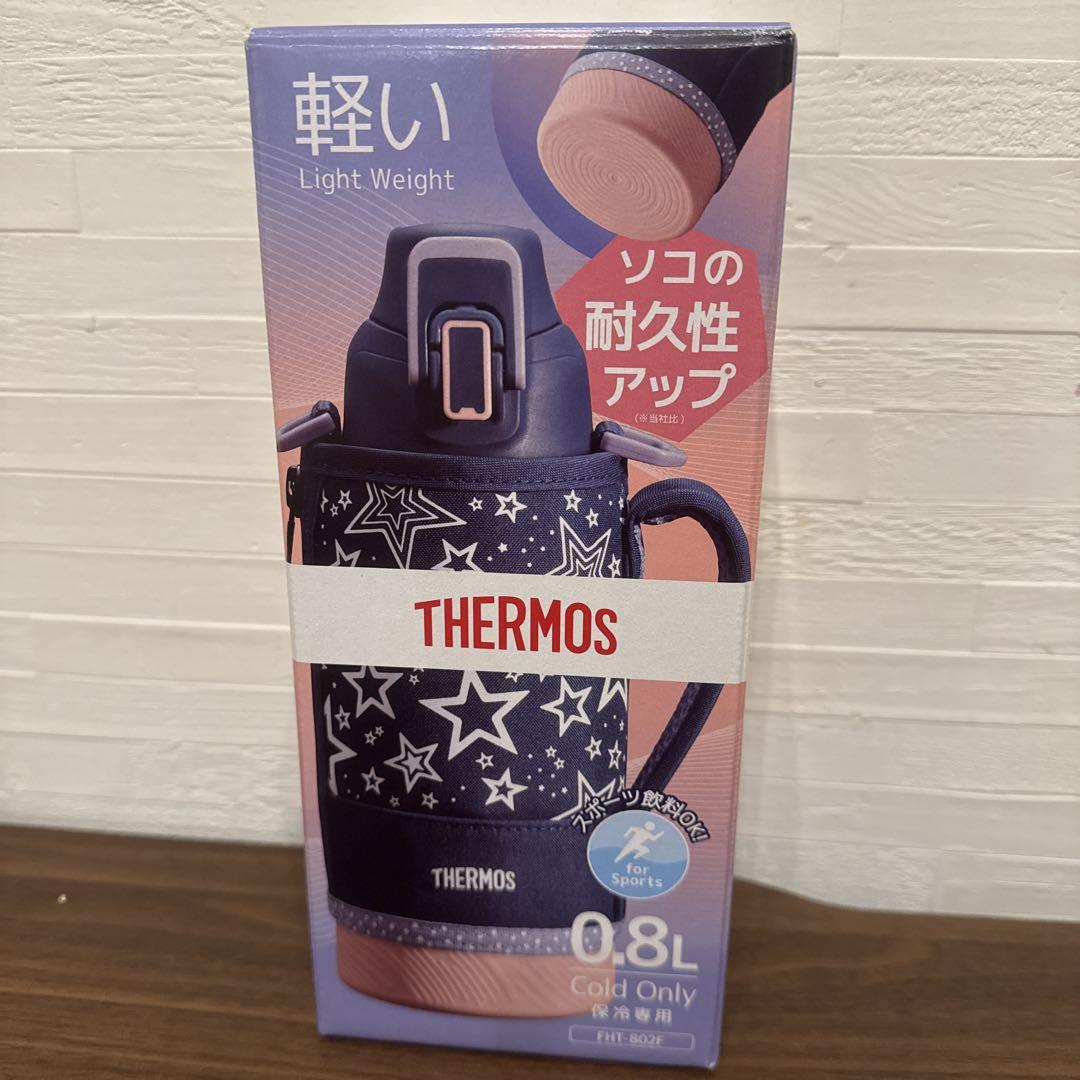 軽い
Light Weight
ソコの
耐久性
アップ
(※当社比)
THERMOS
スポーツ飲料OK!
for
Sports
THERMOS
0.8L
Cold Only
保冷専用
FHT-802F